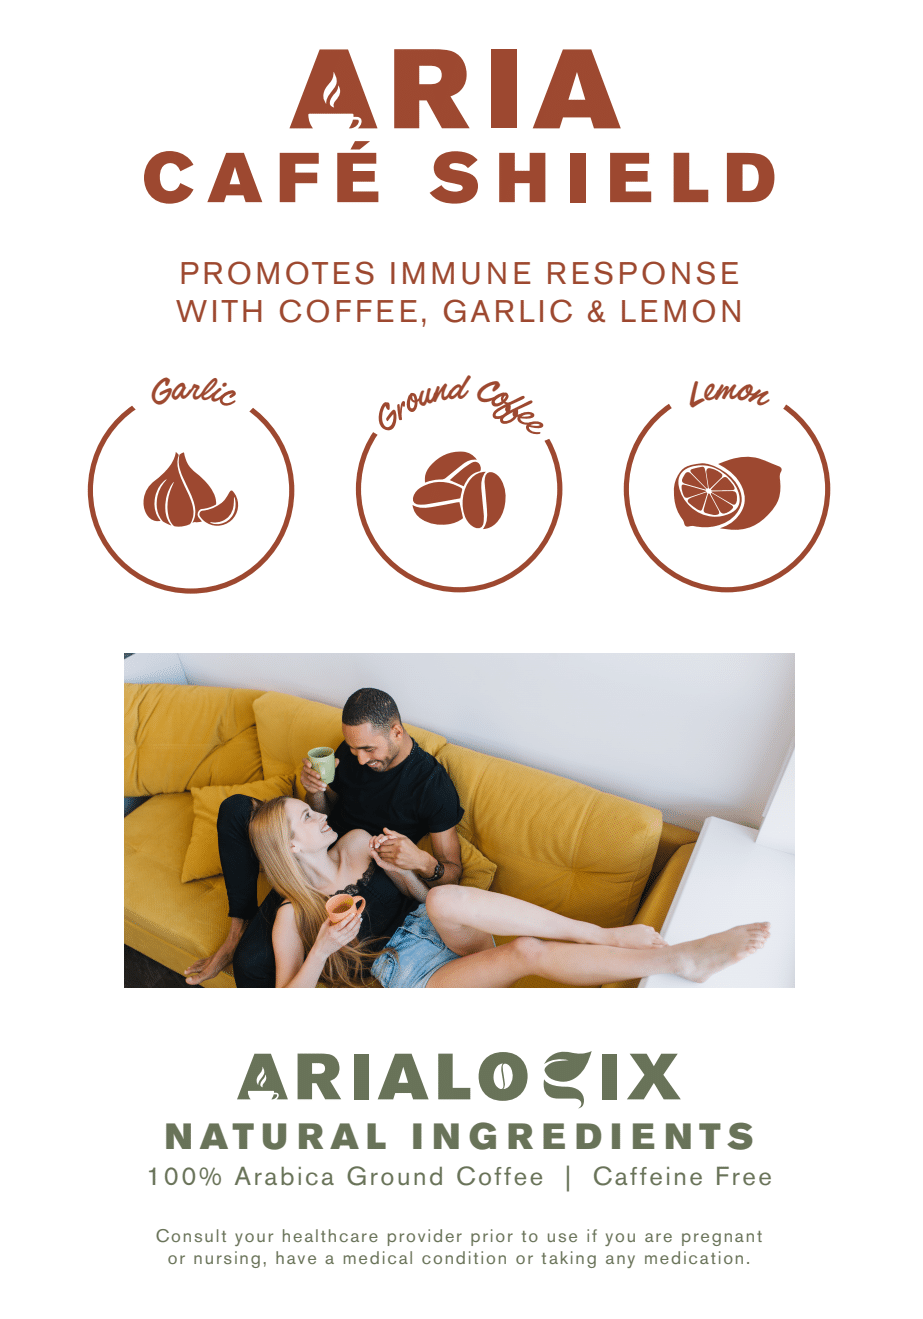 ARIA
CAFÉ SHIELD
PROMOTES IMMUNE RESPONSE
WITH COFFEE, GARLIC & LEMON
Garlic
Ground Coffee
Lemon
ARIALOGIX
NATURAL INGREDIENTS
100% Arabica Ground Coffee | Caffeine Free
Consult your healthcare provider prior to use if you are pregnant
or nursing, have a medical condition or taking any medication.